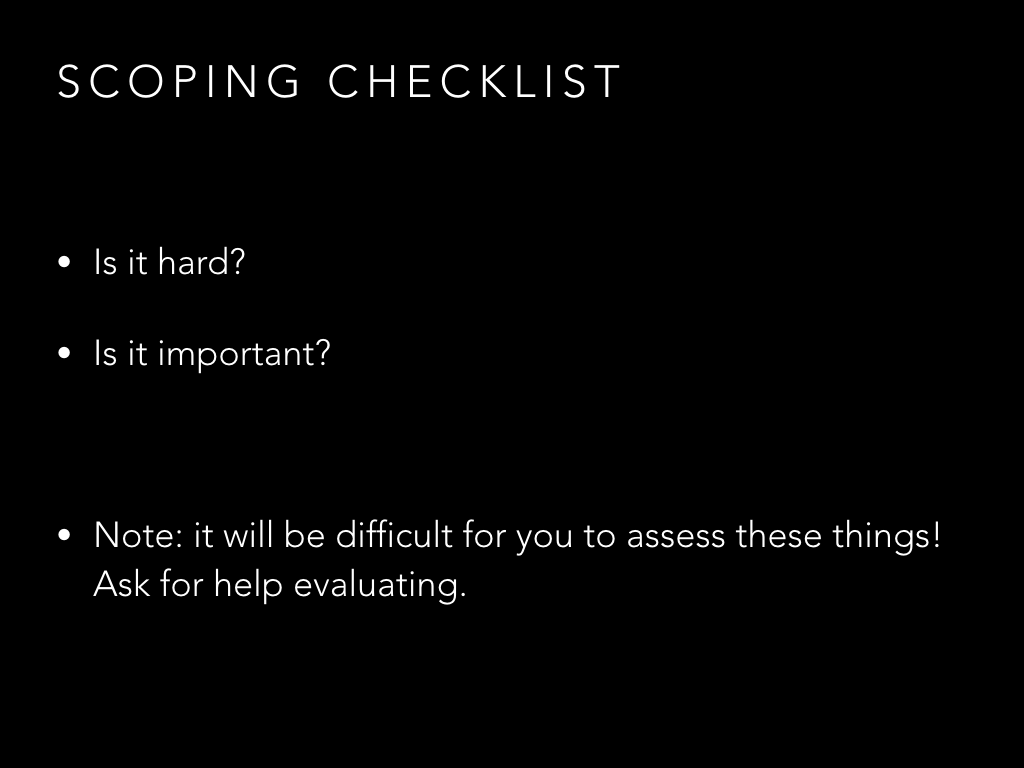 SCOPING CHECKLIST
• Is it hard?
• Is it important?
• Note: it will be difficult for you to assess these things!
Ask for help evaluating.